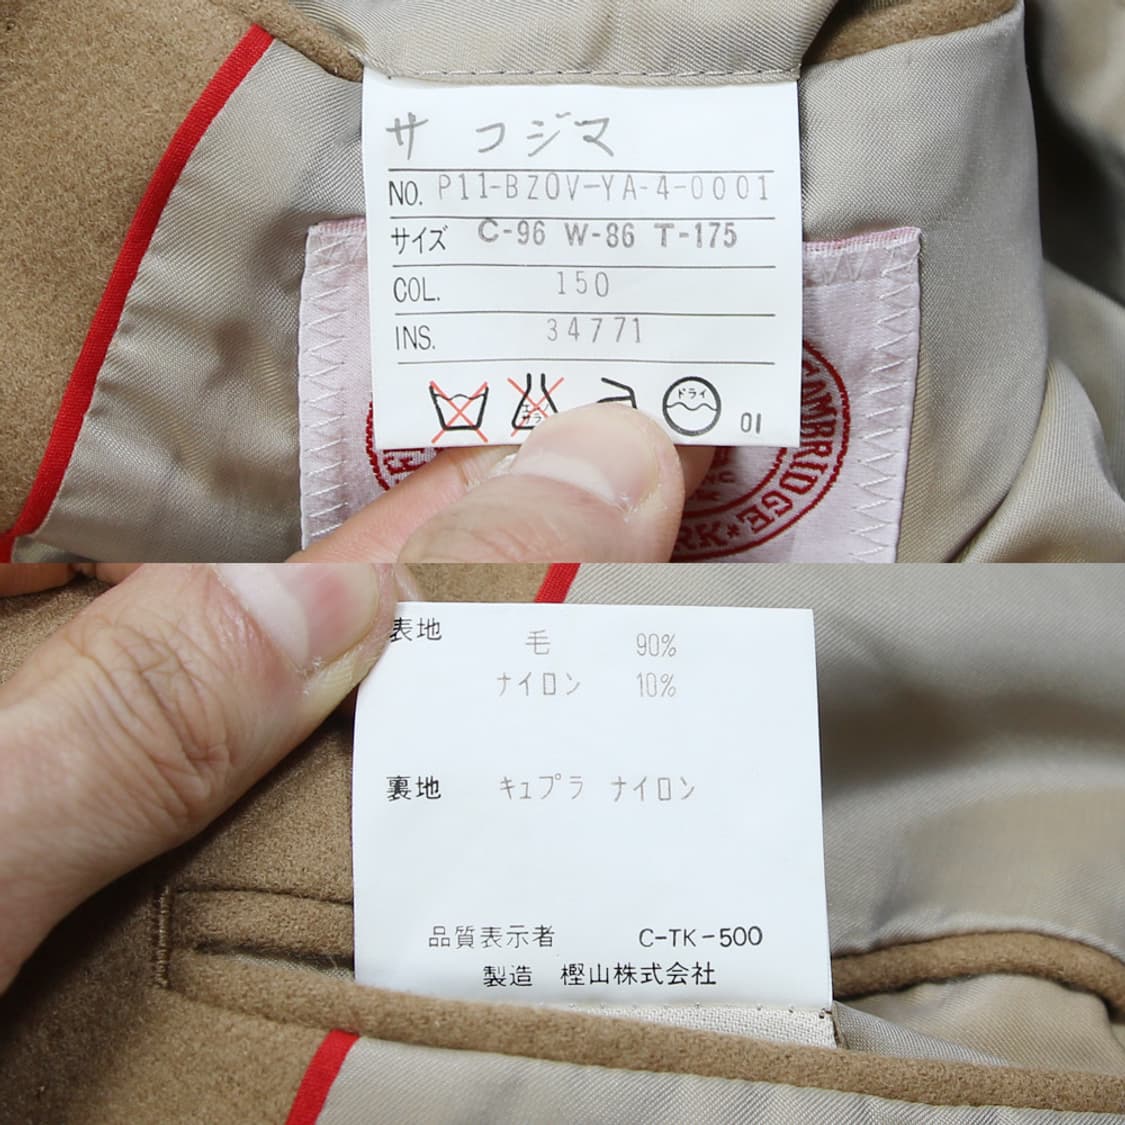 サ フジマ
NO. P11-BZOV-YA-4-0001
サイズ C-96 W-86 T-175
COL. 150
INS. 34771
ドライ
01
CAMBRIDGE
表地 毛 90%
ナイロン 10%
裏地 キュプラ ナイロン
品質表示者 C-TK-500
製造 樫山株式会社